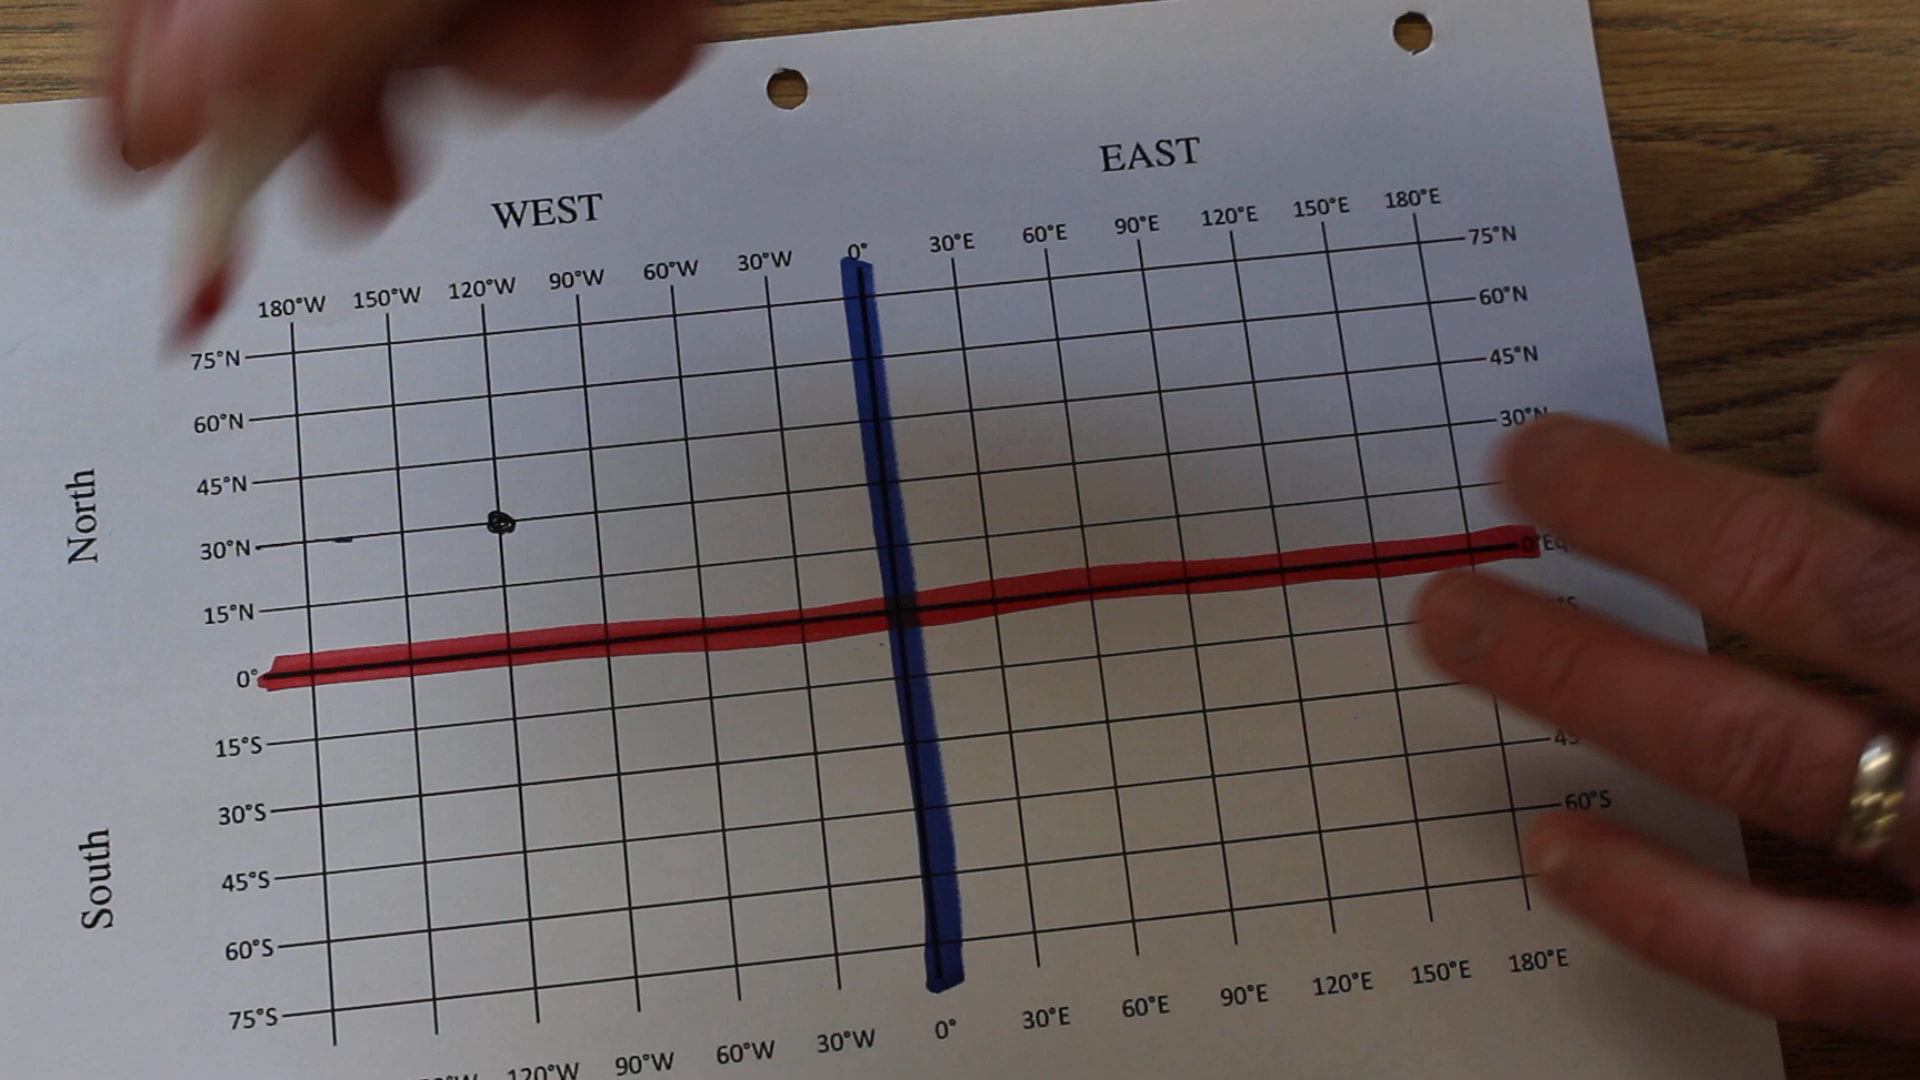 EAST
WEST
180°W 150°W 120°W 90°W 60°W 30°W 0° 30°E 60°E 90°E 120°E 150°E 180°E
75°N 75°N
60°N 60°N
45°N 45°N
30°N 30°N
15°N
0°
15°S
30°S
45°S
60°S 60°S
75°S
North
South
120°W 90°W 60°W 30°W 0° 30°E 60°E 90°E 120°E 150°E 180°E